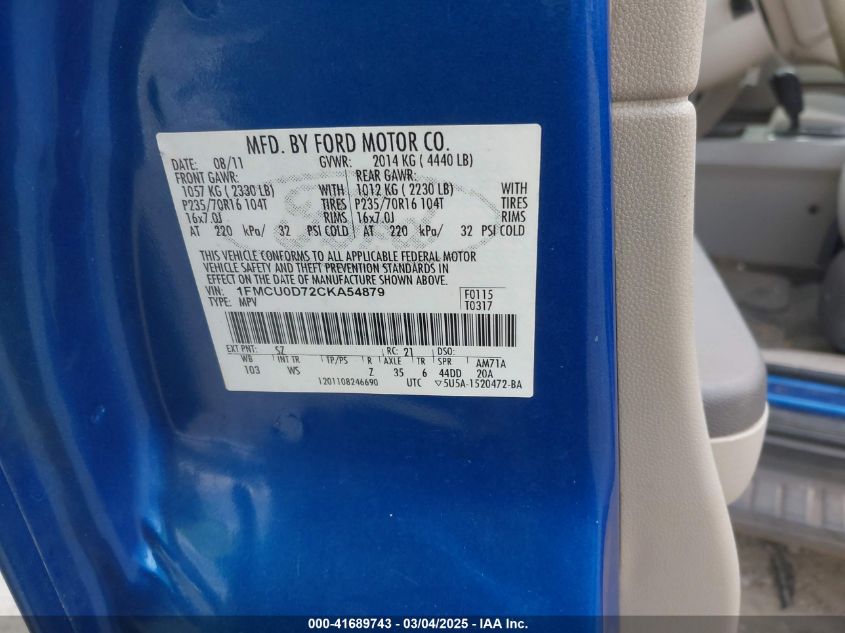 MFD. BY FORD MOTOR CO.
DATE: 08/11 GVWR: 2014 KG ( 4440 LB)
FRONT GAWR: REAR GAWR:
1057 KG ( 2330 LB) WITH 1012 KG ( 2230 LB) WITH
P235/70R16 104T TIRES P235/70R16 104T TIRES
16x7.0J RIMS 16x7.0J RIMS
AT 220 kPa/ 32 PSI COLD AT 220 kPa/ 32 PSI COLD
THIS VEHICLE CONFORMS TO ALL APPLICABLE FEDERAL MOTOR
VEHICLE SAFETY AND THEFT PREVENTION STANDARDS IN
EFFECT ON THE DATE OF MANUFACTURE SHOWN ABOVE.
VIN: 1FMCU0D72CKA54879 F0115
TYPE: MPV T0317
EXT PNT: SZ RC: 21 DSO:
WB INT TR TP/PS R AXLE TR SPR AM71A
103 WS Z 35 6 44DD 20A
1201108246690 UTC ▽5U5A-1520472-BA
000-41689743 - 03/04/2025 - IAA Inc.